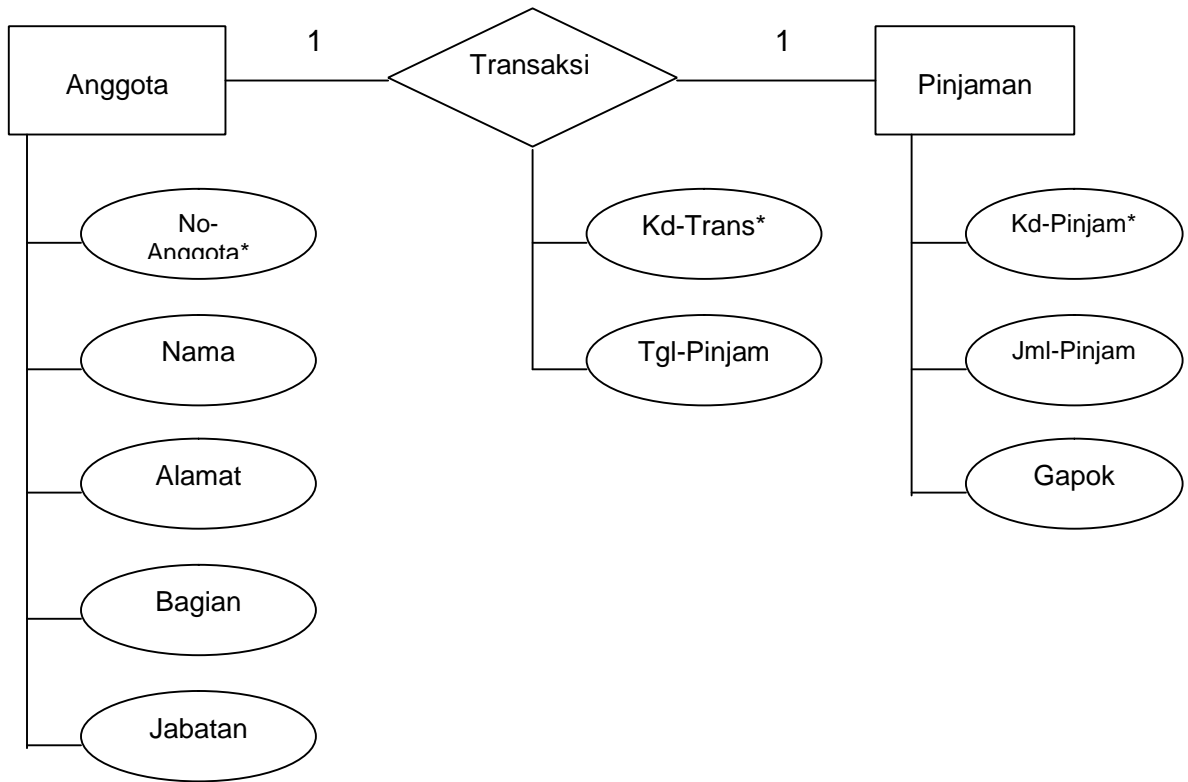 1
1
Anggota
Transaksi
Pinjaman
No-
Anggota*
Kd-Trans*
Kd-Pinjam*
Nama
Tgl-Pinjam
Jml-Pinjam
Alamat
Gapok
Bagian
Jabatan